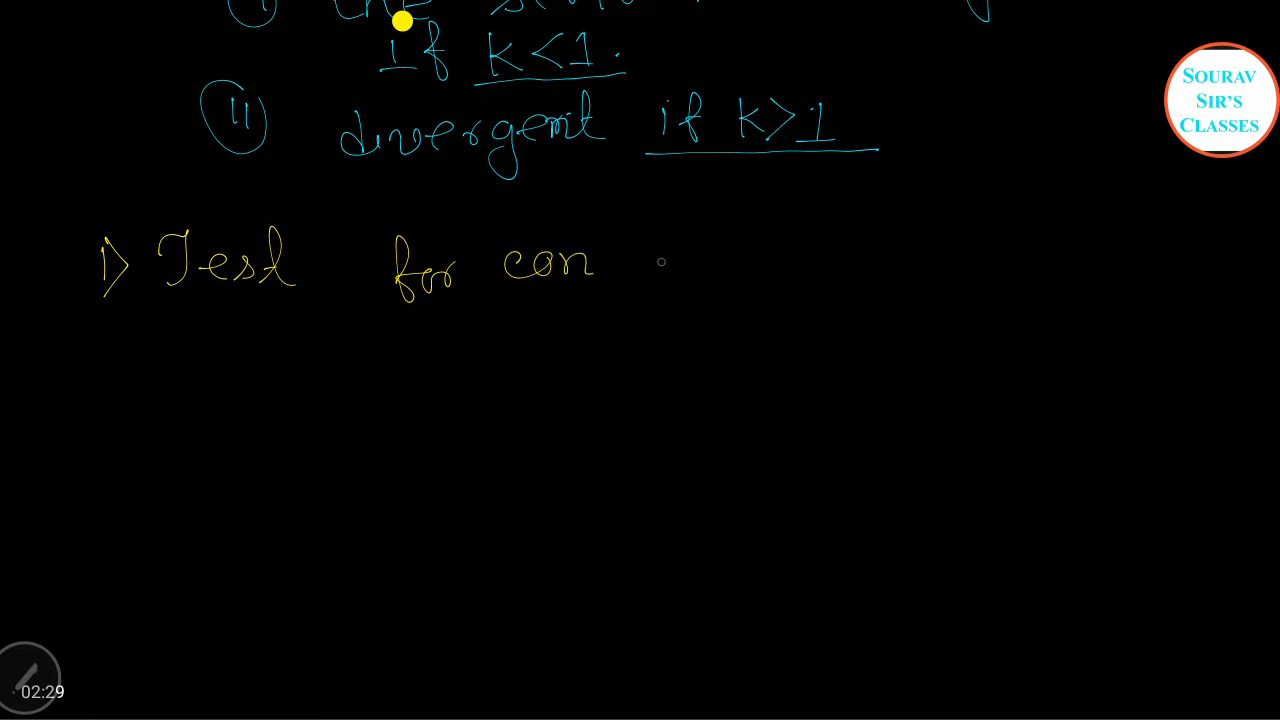 if K<1.
(II) divergent if K>1
1> Test for con
SOURAV
SIR'S
CLASSES
02:29